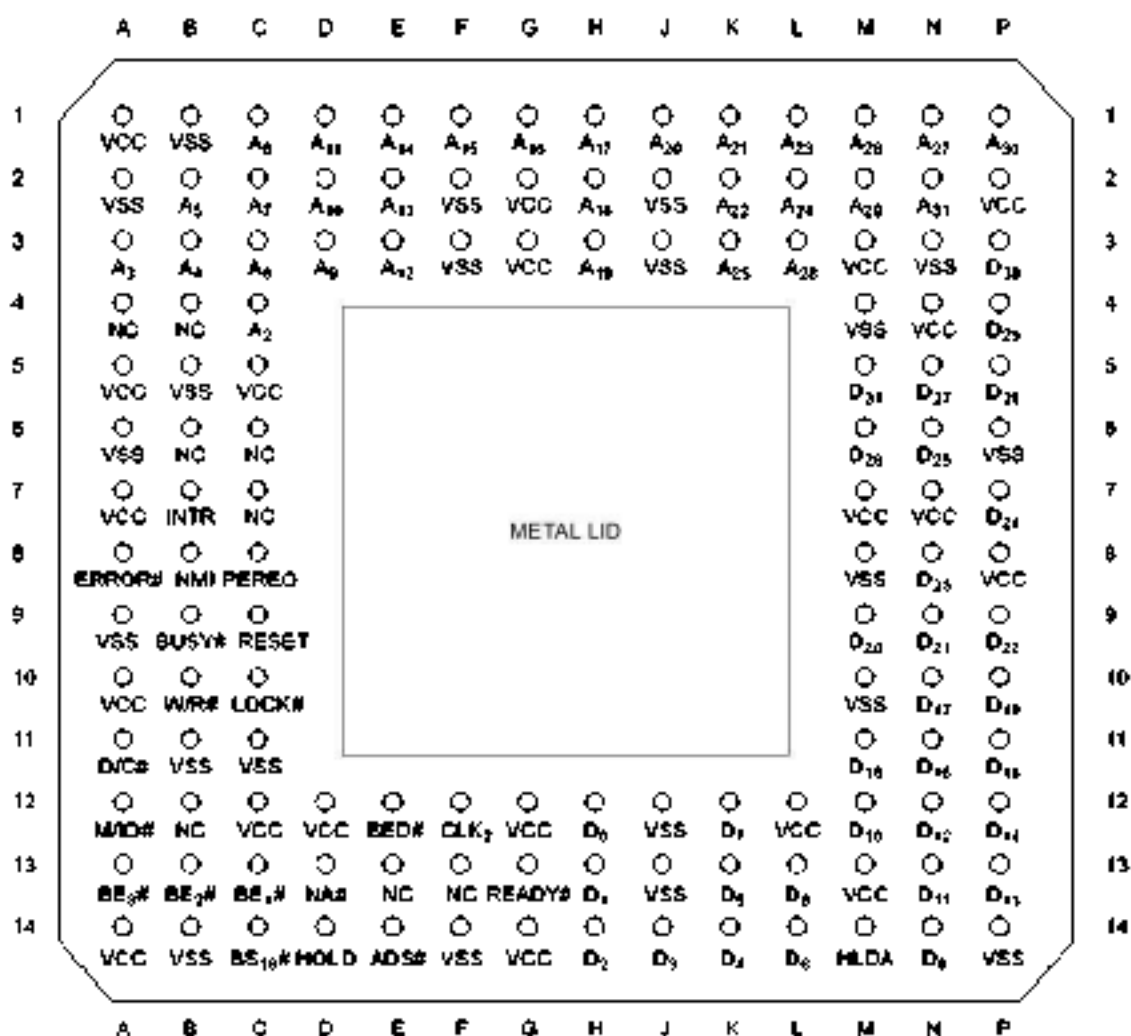 A B C D E F G H J K L M N P
1 1
VCC VSS A₈ A₁₁ A₁₄ A₁₅ A₁₆ A₁₇ A₂₀ A₂₁ A₂₃ A₂₆ A₂₇ A₃₀
2 2
VSS A₅ A₇ A₁₀ A₁₃ VSS VCC A₁₈ VSS A₂₂ A₂₄ A₂₉ A₃₁ VCC
3 3
A₃ A₄ A₆ A₉ A₁₂ VSS VCC A₁₉ VSS A₂₅ A₂₈ VCC VSS D₃₀
4 4
NC NC A₂ VSS VCC D₂₉
5 5
VCC VSS VCC D₃₁ D₂₇ D₂₆
6 6
VSS NC NC D₂₈ D₂₅ VSS
7 7
VCC INTR NC VCC VCC D₂₄
METAL LID
8 8
ERROR# NMI PEREQ VSS D₂₃ VCC
9 9
VSS BUSY# RESET D₂₀ D₂₁ D₂₂
10 10
VCC W/R# LOCK# VSS D₁₇ D₁₉
11 11
D/C# VSS VSS D₁₅ D₁₆ D₁₈
12 12
M/IO# NC VCC VCC BE0# CLK₂ VCC D₀ VSS D₇ VCC D₁₀ D₁₂ D₁₄
13 13
BE₃# BE₂# BE₁# NA# NC NC READY# D₁ VSS D₅ D₈ VCC D₁₁ D₁₃
14 14
VCC VSS BS₁₆# HOLD ADS# VSS VCC D₂ D₃ D₄ D₆ HLDA D₉ VSS
A B C D E F G H J K L M N P